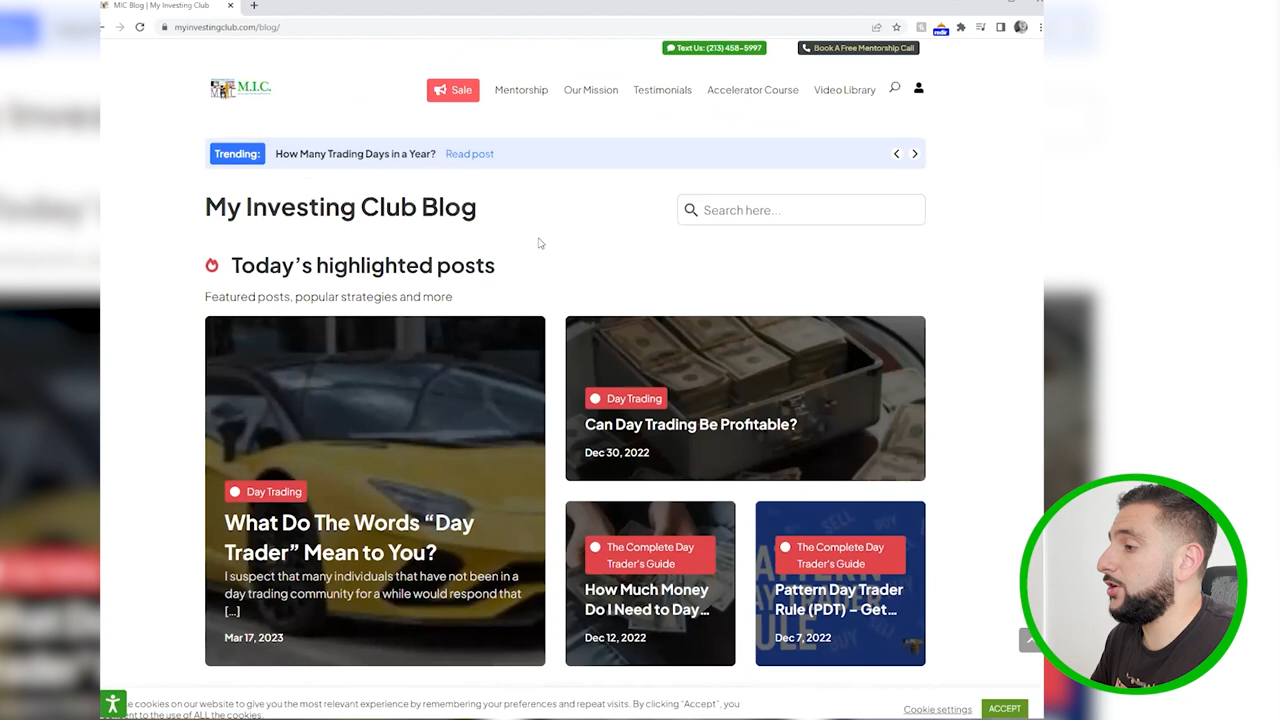 MIC Blog | My Investing Club
myinvestingclub.com/blog/
redir
Text Us: (213) 458-5997
Book A Free Mentorship Call
M.I.C.
Sale
Mentorship
Our Mission
Testimonials
Accelerator Course
Video Library
Trending:
How Many Trading Days in a Year?
Read post
My Investing Club Blog
Search here...
Today's highlighted posts
Featured posts, popular strategies and more
Day Trading
What Do The Words “Day
Trader” Mean to You?
I suspect that many individuals that have not been in a
day trading community for a while would respond that
[...]
Mar 17, 2023
Day Trading
Can Day Trading Be Profitable?
Dec 30, 2022
The Complete Day
Trader's Guide
How Much Money
Do I Need to Day...
Dec 12, 2022
The Complete Day
Trader's Guide
Pattern Day Trader
Rule (PDT) – Get...
Dec 7, 2022
cookies on our website to give you the most relevant experience by remembering your preferences and repeat visits. By clicking “Accept”, you
to the use of ALL the cookies.
Cookie settings
ACCEPT